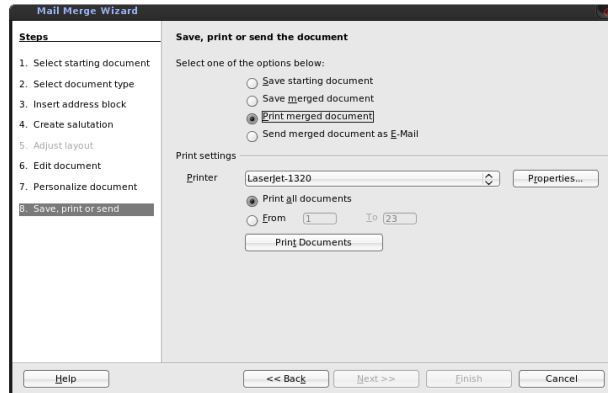 Mail Merge Wizard
Steps
1. Select starting document
2. Select document type
3. Insert address block
4. Create salutation
5. Adjust layout
6. Edit document
7. Personalize document
8. Save, print or send
Save, print or send the document
Select one of the options below:
Save starting document
Save merged document
Print merged document
Send merged document as E-Mail
Print settings
Printer LaserJet-1320 Properties...
Print all documents
From 1 To 23
Print Documents
Help << Back Next >> Finish Cancel